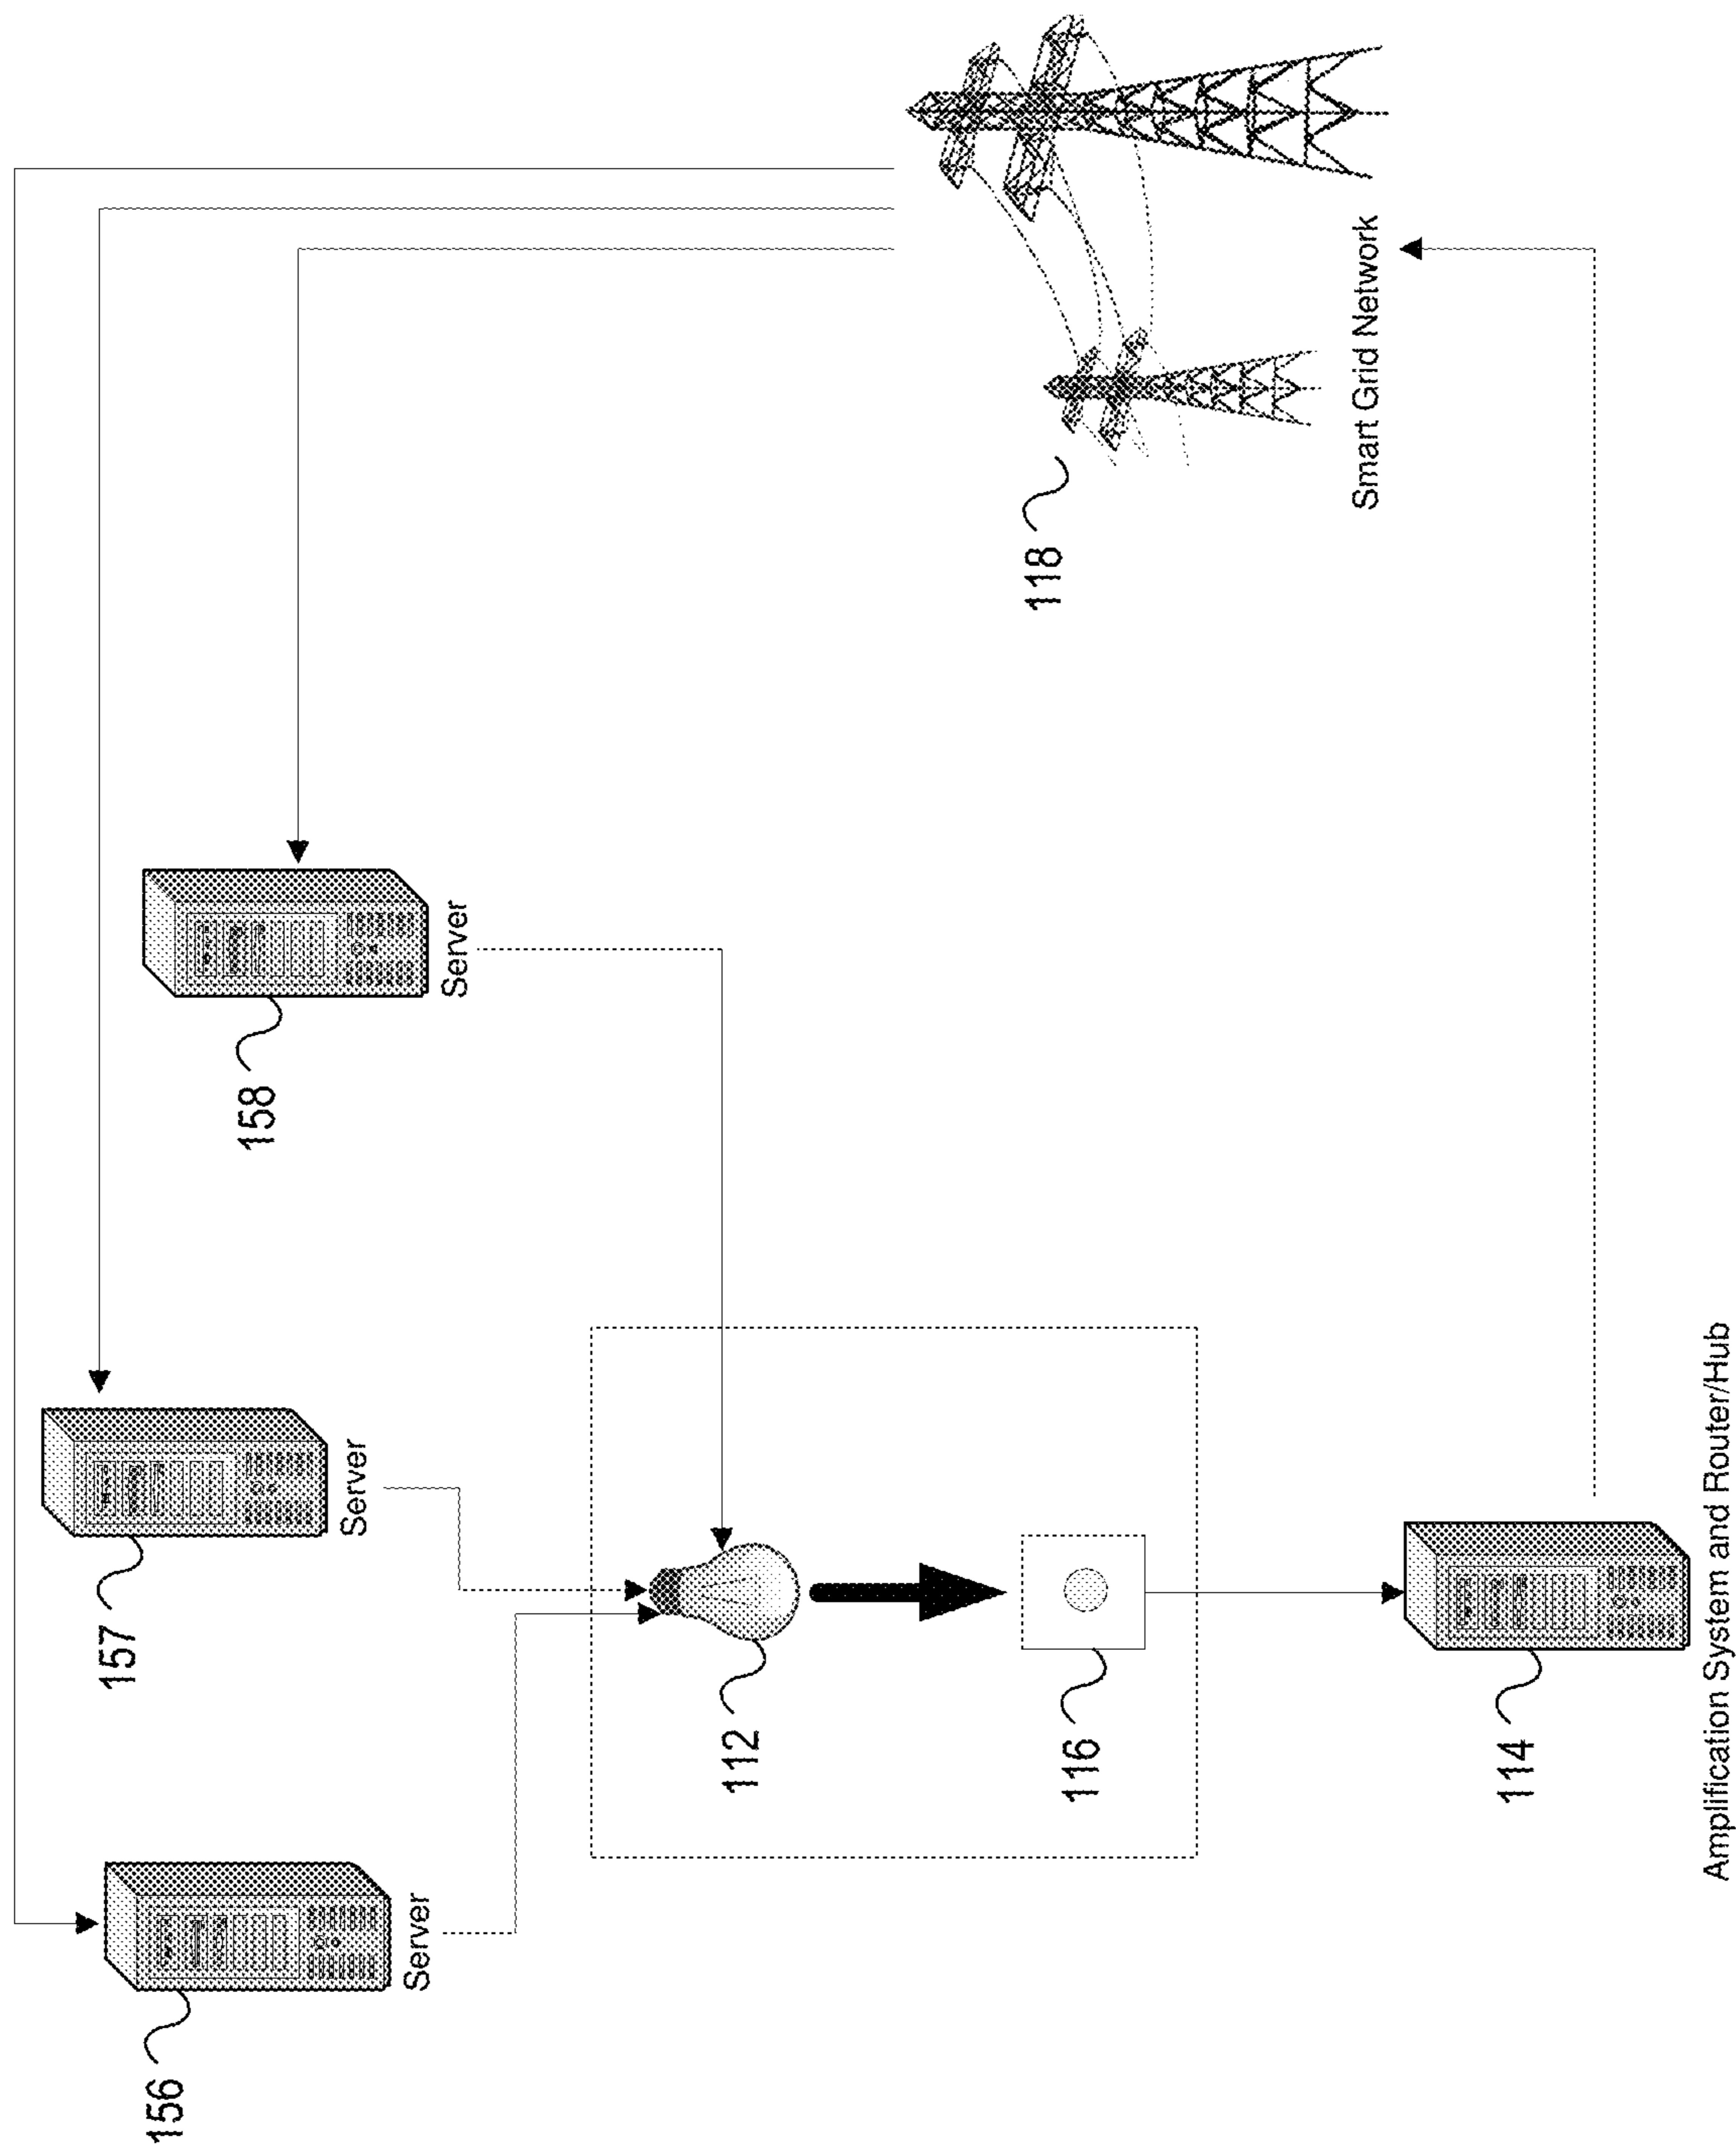 156
Server
157
Server
158
Server
112
116
118
Smart Grid Network
114
Amplification System and Router/Hub